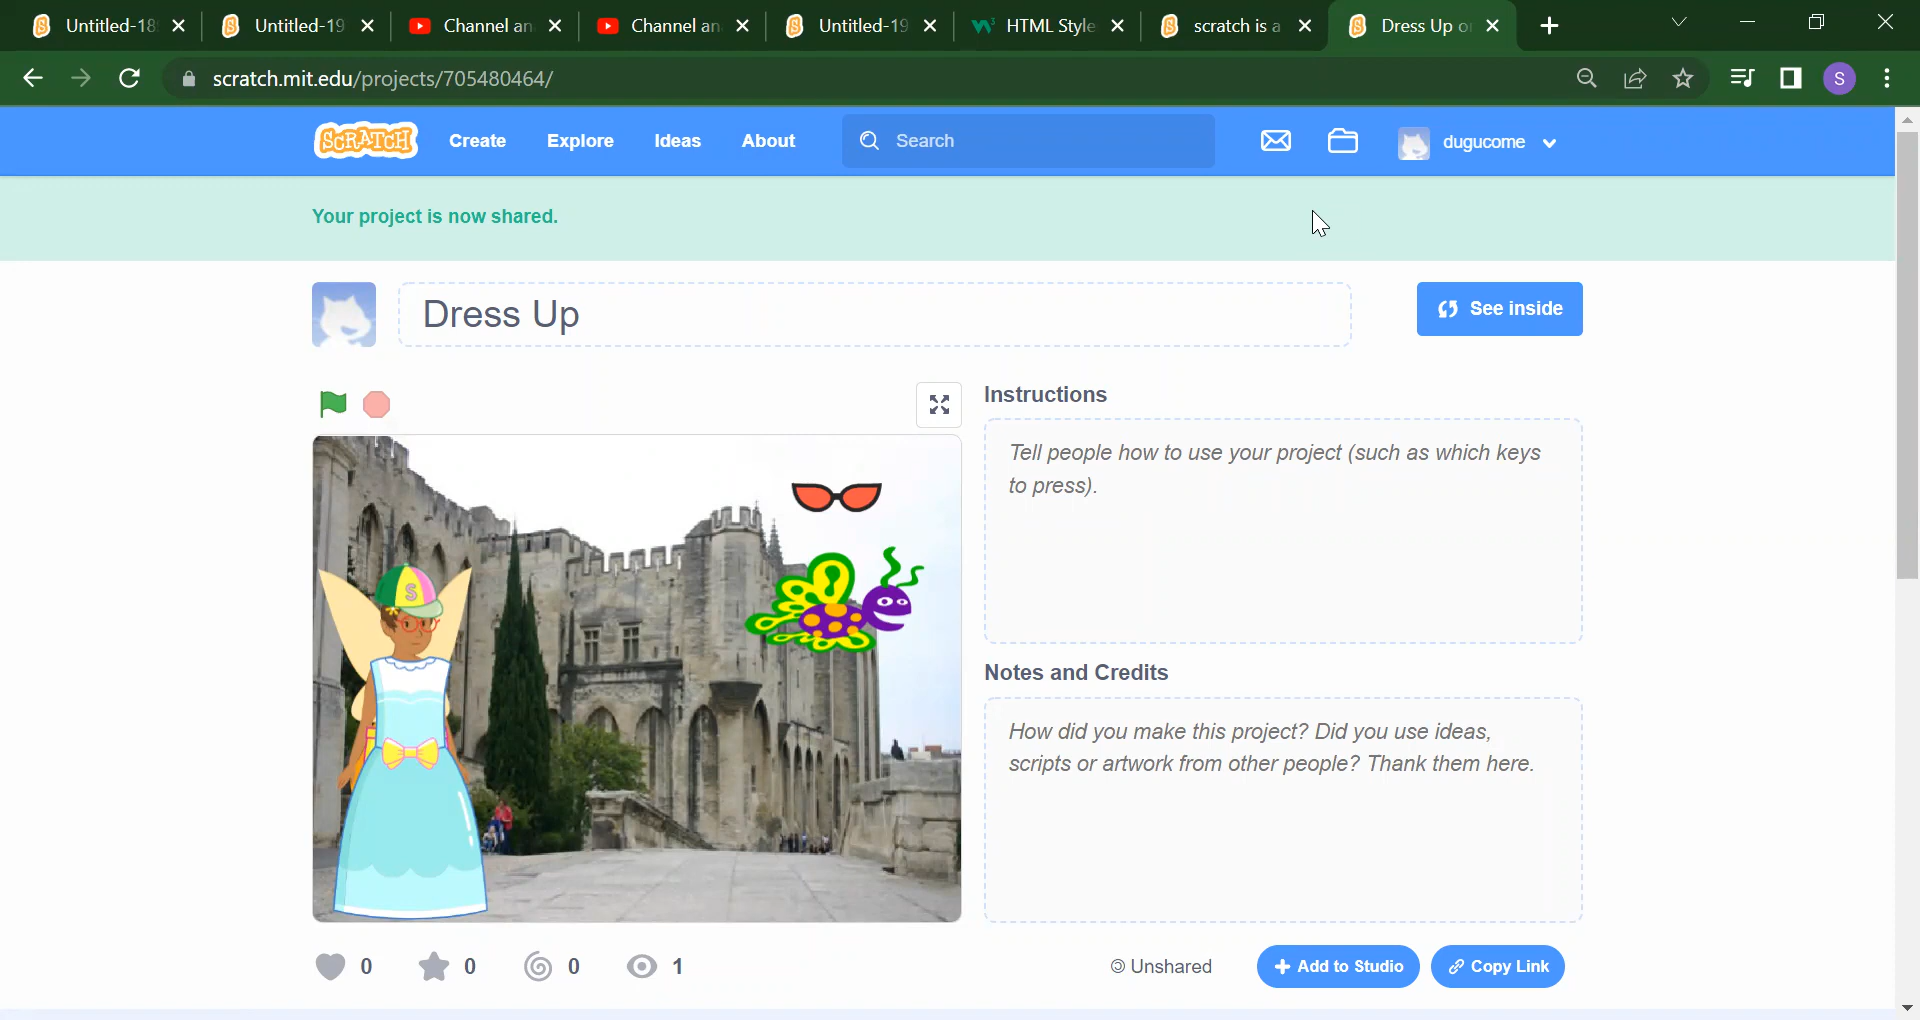 Untitled-18
Untitled-19
Channel an
Channel an
Untitled-19
HTML Style
scratch is a
Dress Up o
scratch.mit.edu/projects/705480464/
S
SCRATCH
Create
Explore
Ideas
About
Search
dugucome
Your project is now shared.
Dress Up
See inside
Instructions
Tell people how to use your project (such as which keys
to press).
S
Notes and Credits
How did you make this project? Did you use ideas,
scripts or artwork from other people? Thank them here.
0
0
0
1
Unshared
Add to Studio
Copy Link